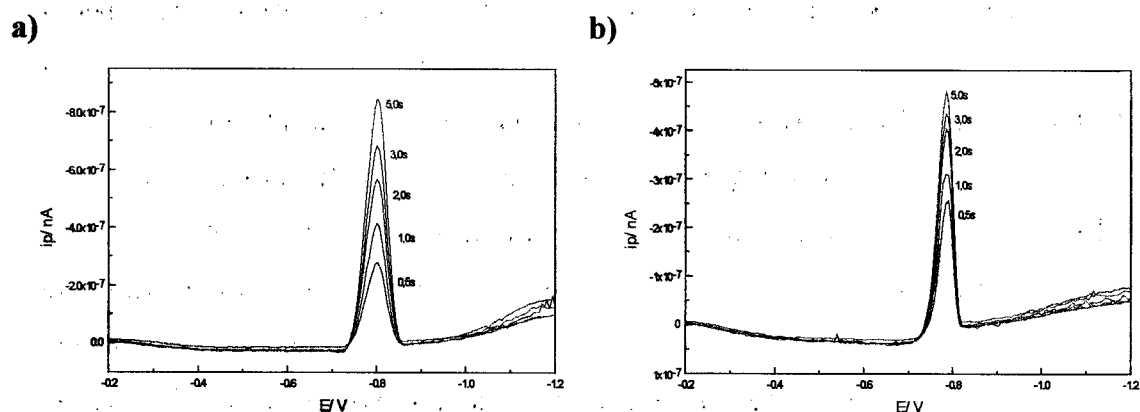 a)
ip/ nA
-8.0x10⁻⁷
-6.0x10⁻⁷
-4.0x10⁻⁷
-2.0x10⁻⁷
0.0
5,0s
3,0s
2,0s
1,0s
0,5s
-0.2
-0.4
-0.6
-0.8
-1.0
-1.2
E/ V
b)
ip/ nA
-5x10⁻⁷
-4x10⁻⁷
-3x10⁻⁷
-2x10⁻⁷
-1x10⁻⁷
0
1x10⁻⁷
5,0s
3,0s
2,0s
1,0s
0,5s
-0.2
-0.4
-0.6
-0.8
-1.0
-1.2
E/ V